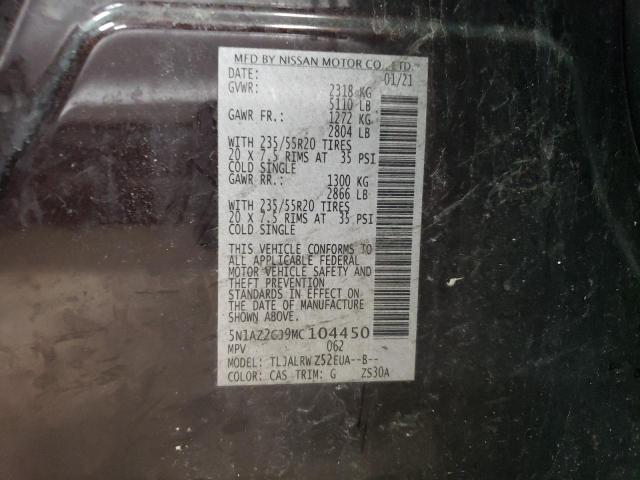 MFD BY NISSAN MOTOR CO., LTD.
DATE: 01/21
GVWR: 2318 KG
5110 LB
GAWR FR.: 1272 KG
2804 LB
WITH 235/55R20 TIRES
20 X 7.5 RIMS AT 35 PSI
COLD SINGLE
GAWR RR.: 1300 KG
2866 LB
WITH 235/55R20 TIRES
20 X 7.5 RIMS AT 35 PSI
COLD SINGLE
THIS VEHICLE CONFORMS TO
ALL APPLICABLE FEDERAL
MOTOR VEHICLE SAFETY AND
THEFT PREVENTION
STANDARDS IN EFFECT ON
THE DATE OF MANUFACTURE
SHOWN ABOVE.
5N1AZ2CJ9MC104450
MPV 062
MODEL: TLJALRWZ52EUA--B--
COLOR: CAS TRIM: G ZS30A